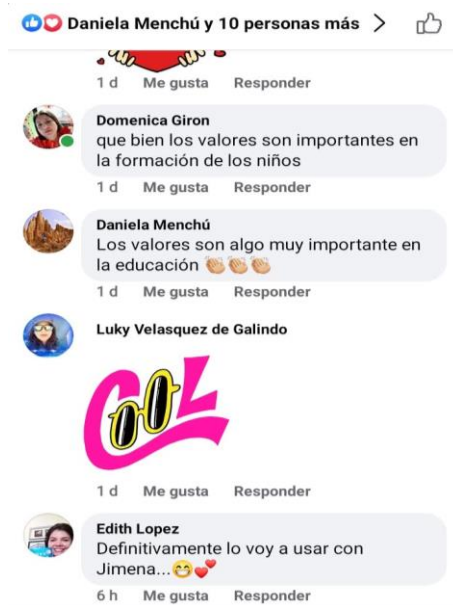 Daniela Menchú y 10 personas más
1 d Me gusta Responder
Domenica Giron
que bien los valores son importantes en
la formación de los niños
1 d Me gusta Responder
Daniela Menchú
Los valores son algo muy importante en
la educación 👏🏼👏🏼👏🏼
1 d Me gusta Responder
Luky Velasquez de Galindo
COOL
1 d Me gusta Responder
Edith Lopez
Definitivamente lo voy a usar con
Jimena...😁💕
6 h Me gusta Responder